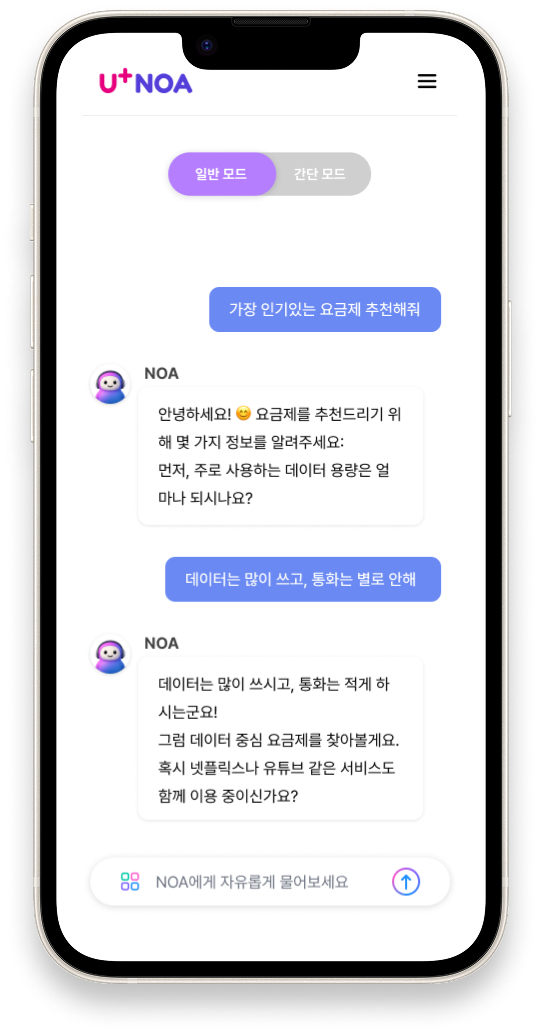 U+NOA
일반 모드 간단 모드
가장 인기있는 요금제 추천해줘
NOA
안녕하세요! 😊 요금제를 추천드리기 위
해 몇 가지 정보를 알려주세요:
먼저, 주로 사용하는 데이터 용량은 얼
마나 되시나요?
데이터는 많이 쓰고, 통화는 별로 안해
NOA
데이터는 많이 쓰시고, 통화는 적게 하
시는군요!
그럼 데이터 중심 요금제를 찾아볼게요.
혹시 넷플릭스나 유튜브 같은 서비스도
함께 이용 중이신가요?
NOA에게 자유롭게 물어보세요